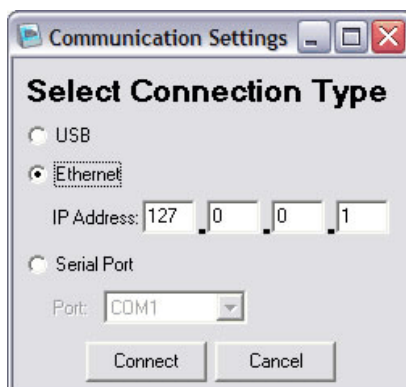 Communication Settings
Select Connection Type
USB
Ethernet
IP Address: 127 . 0 . 0 . 1
Serial Port
Port: COM1
Connect Cancel